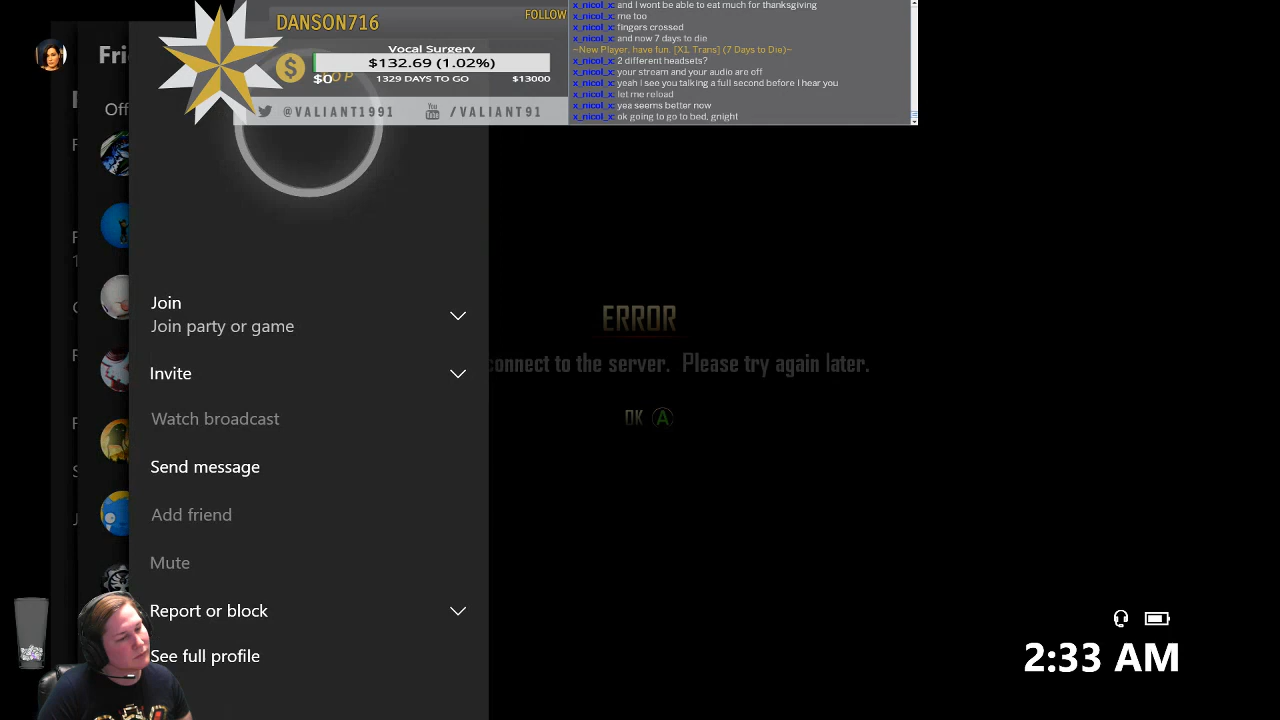 DANSON716
FOLLOW
Vocal Surgery
$132.69 (1.02%)
$0
1329 DAYS TO GO
$13000
@VALIANT1991
You
/VALIANT91
x_nicol_x: and I wont be able to eat much for thanksgiving
x_nicol_x: me too
x_nicol_x: fingers crossed
x_nicol_x: and now 7 days to die
~New Player, have fun. [X1, Trans] (7 Days to Die)~
x_nicol_x: 2 different headsets?
x_nicol_x: your stream and your audio are off
x_nicol_x: yeah i see you talking a full second before I hear you
x_nicol_x: let me reload
x_nicol_x: yea seems better now
x_nicol_x: ok going to go to bed, gnight
Fri
Off
Join
Join party or game
Invite
Watch broadcast
Send message
Add friend
Mute
Report or block
See full profile
ERROR
connect to the server. Please try again later.
OK A
2:33 AM